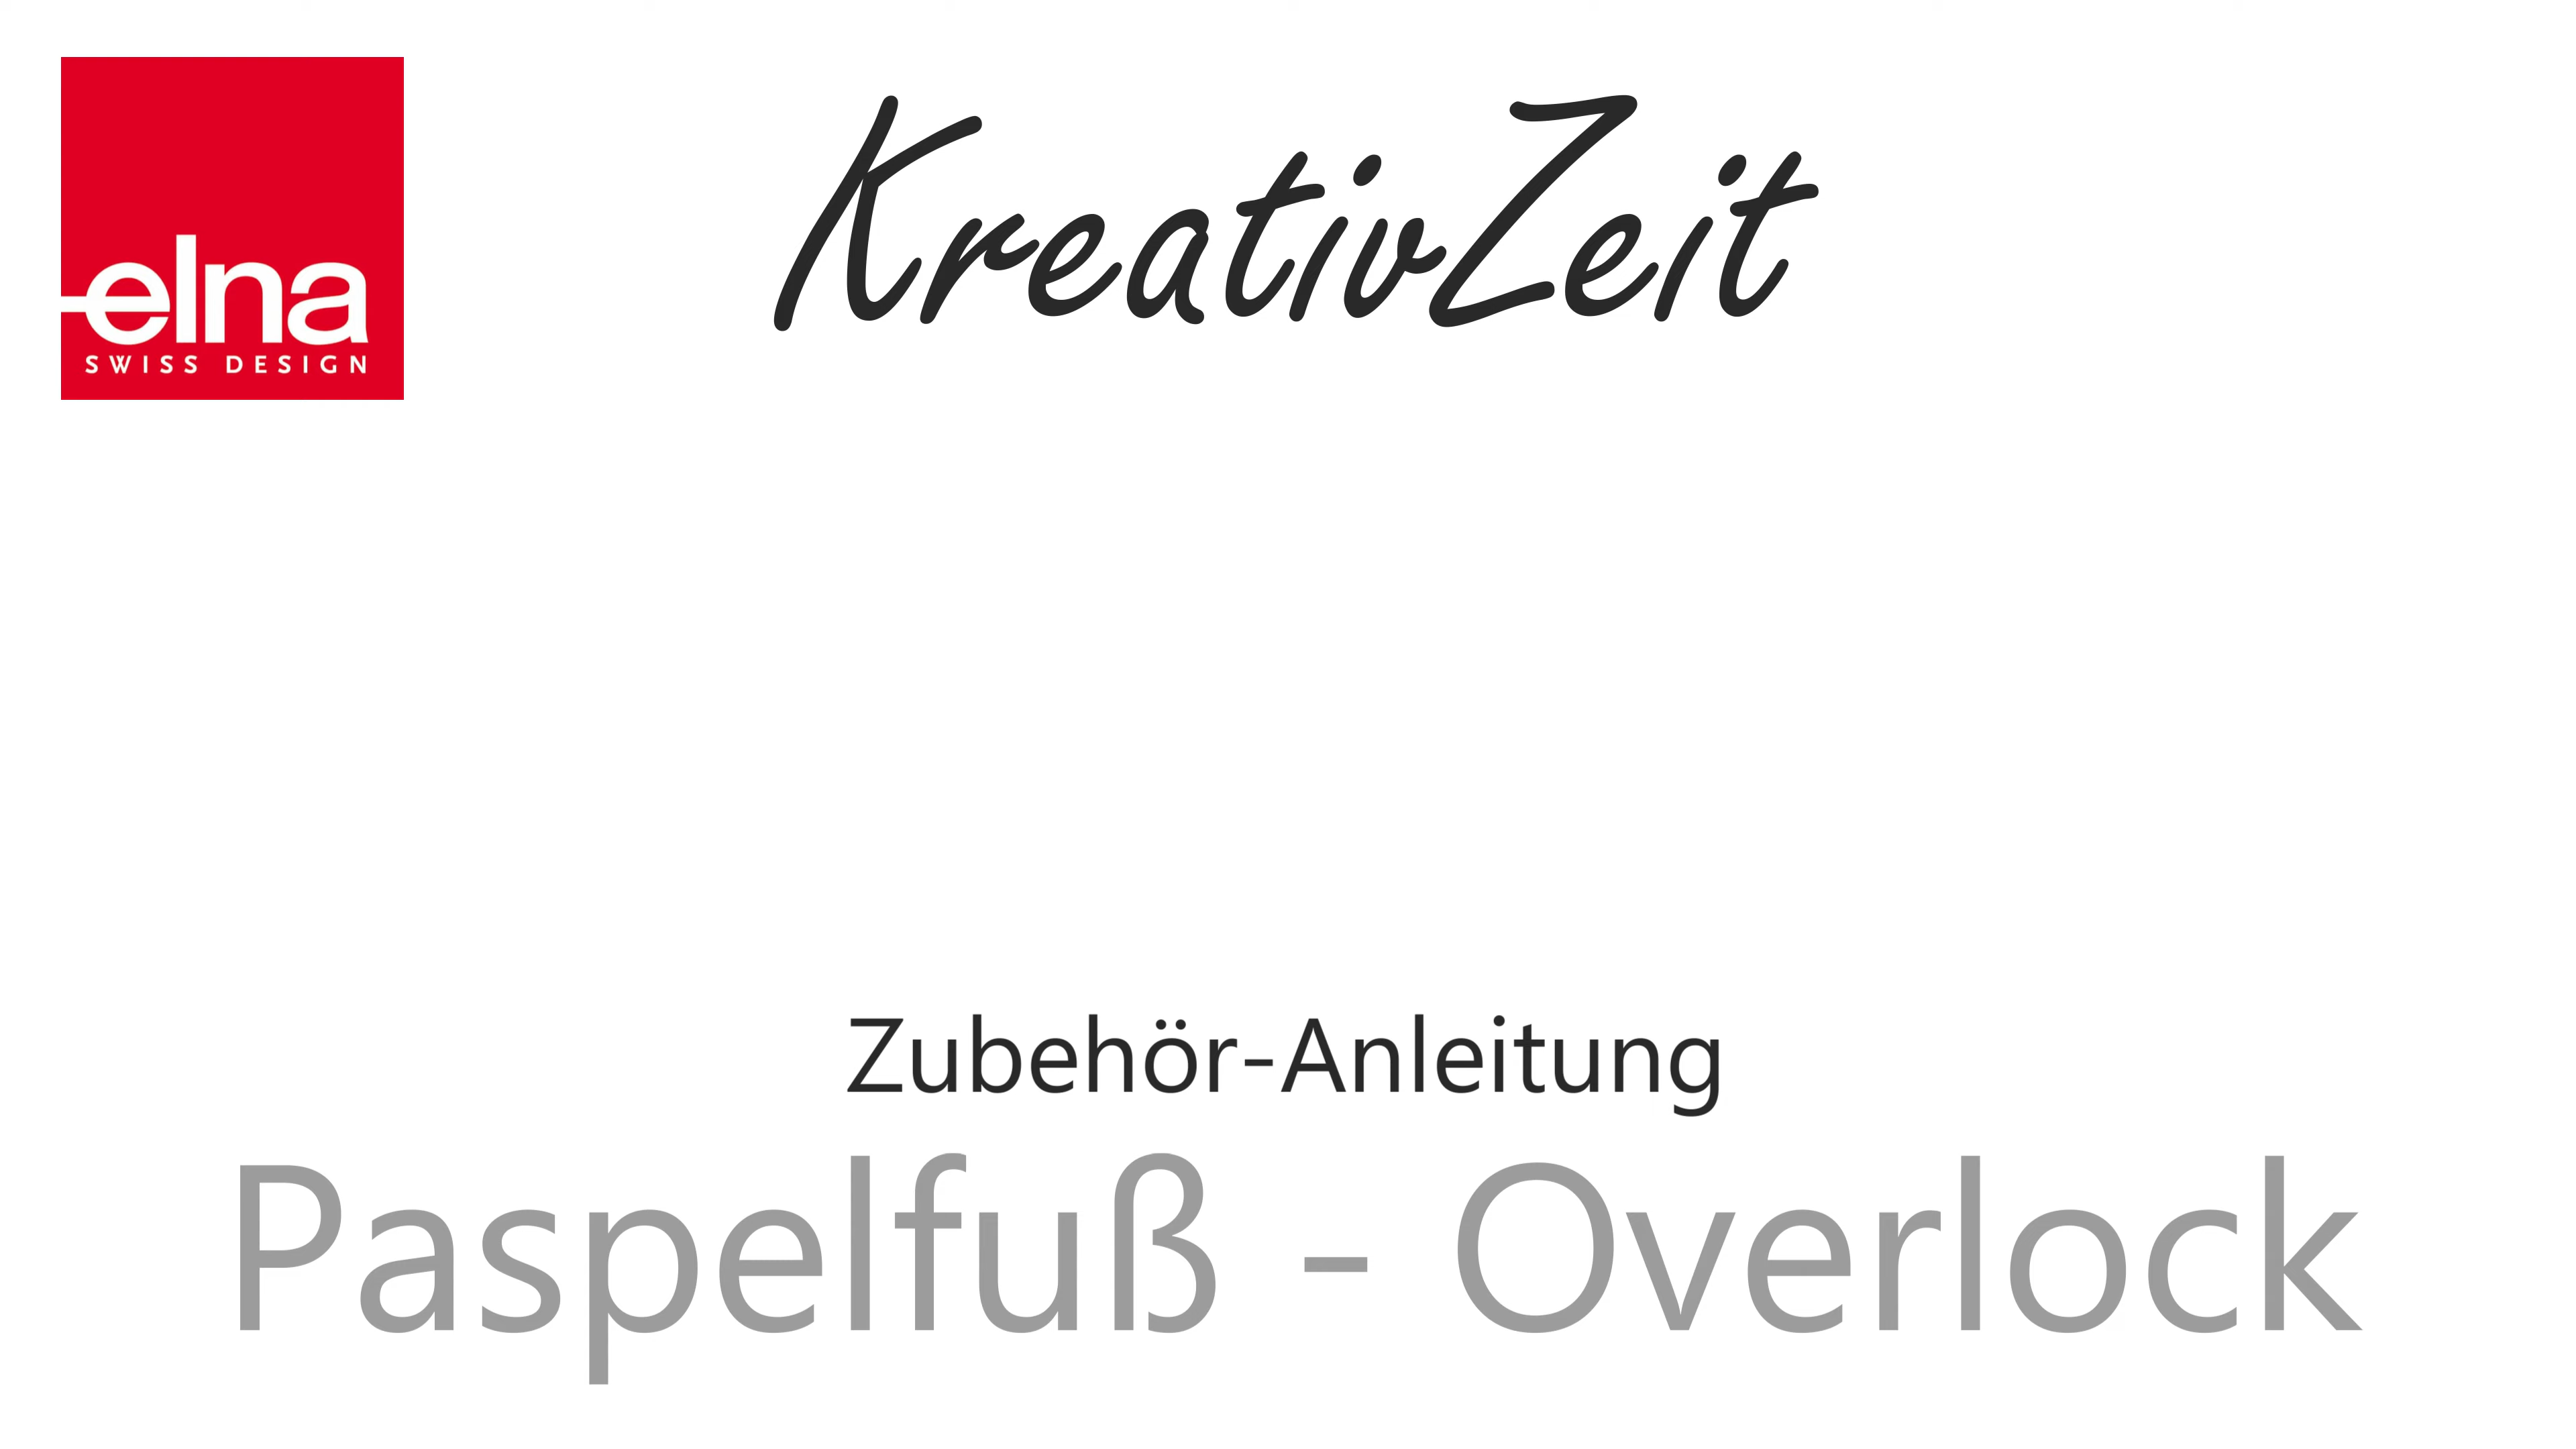 elna
SWISS DESIGN
KreativZeit
Zubehör-Anleitung
Paspelfuß - Overlock